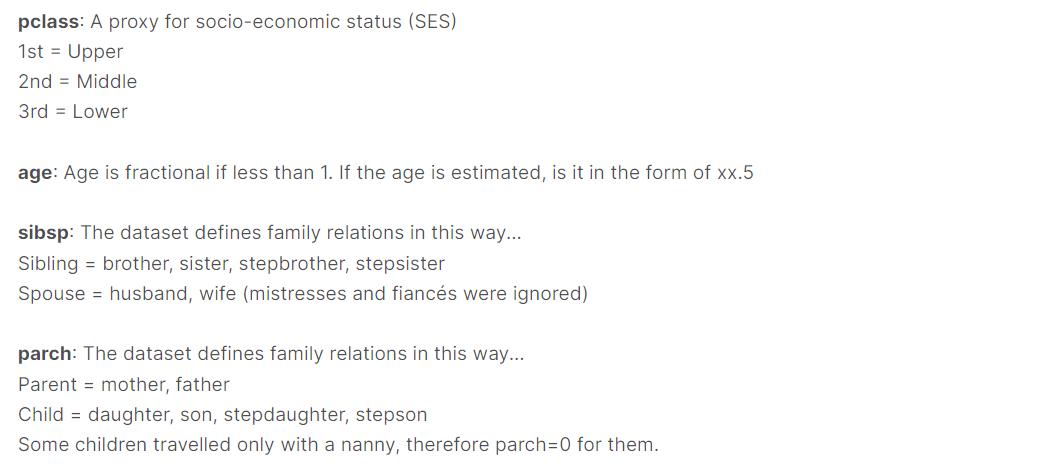 pclass: A proxy for socio-economic status (SES)
1st = Upper
2nd = Middle
3rd = Lower
age: Age is fractional if less than 1. If the age is estimated, is it in the form of xx.5
sibsp: The dataset defines family relations in this way...
Sibling = brother, sister, stepbrother, stepsister
Spouse = husband, wife (mistresses and fiancés were ignored)
parch: The dataset defines family relations in this way...
Parent = mother, father
Child = daughter, son, stepdaughter, stepson
Some children travelled only with a nanny, therefore parch=0 for them.